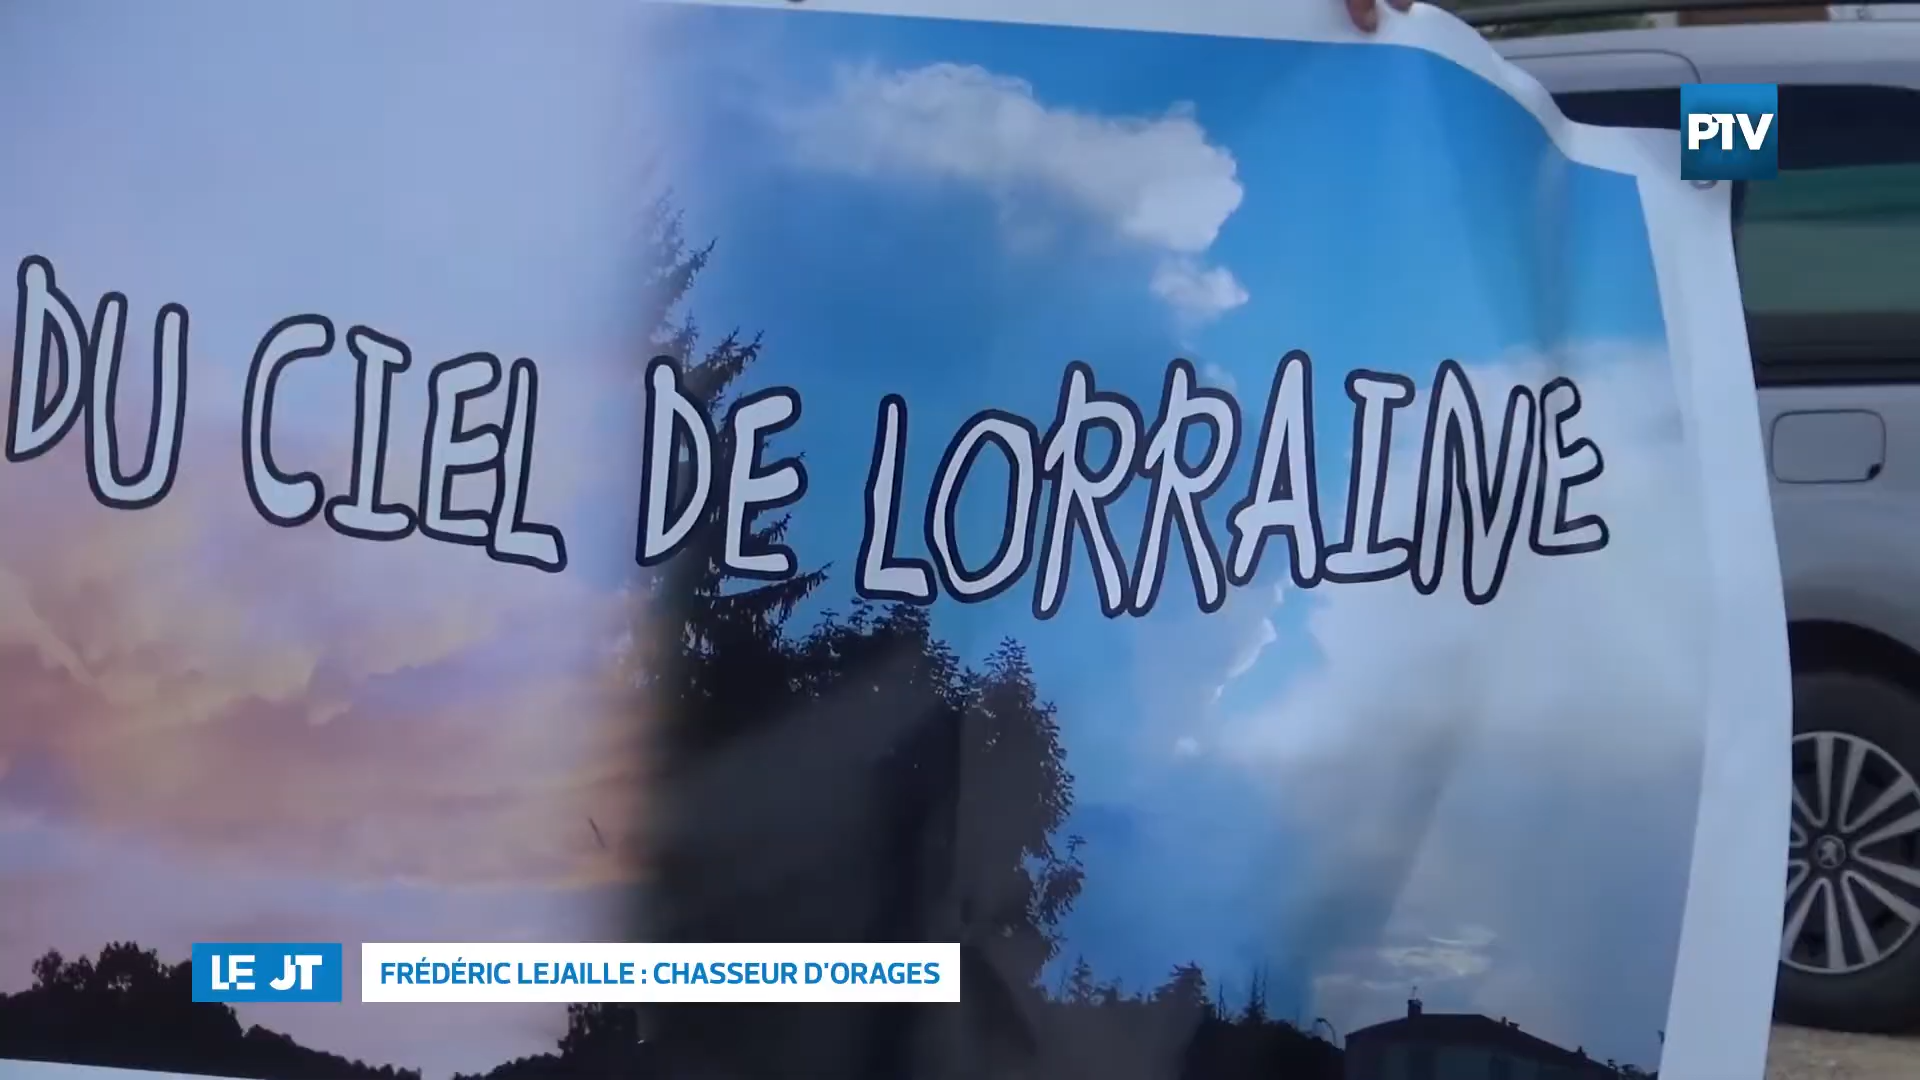 PTV
DU CIEL DE LORRAINE
LE JT
FRÉDÉRIC LEJAILLE : CHASSEUR D'ORAGES